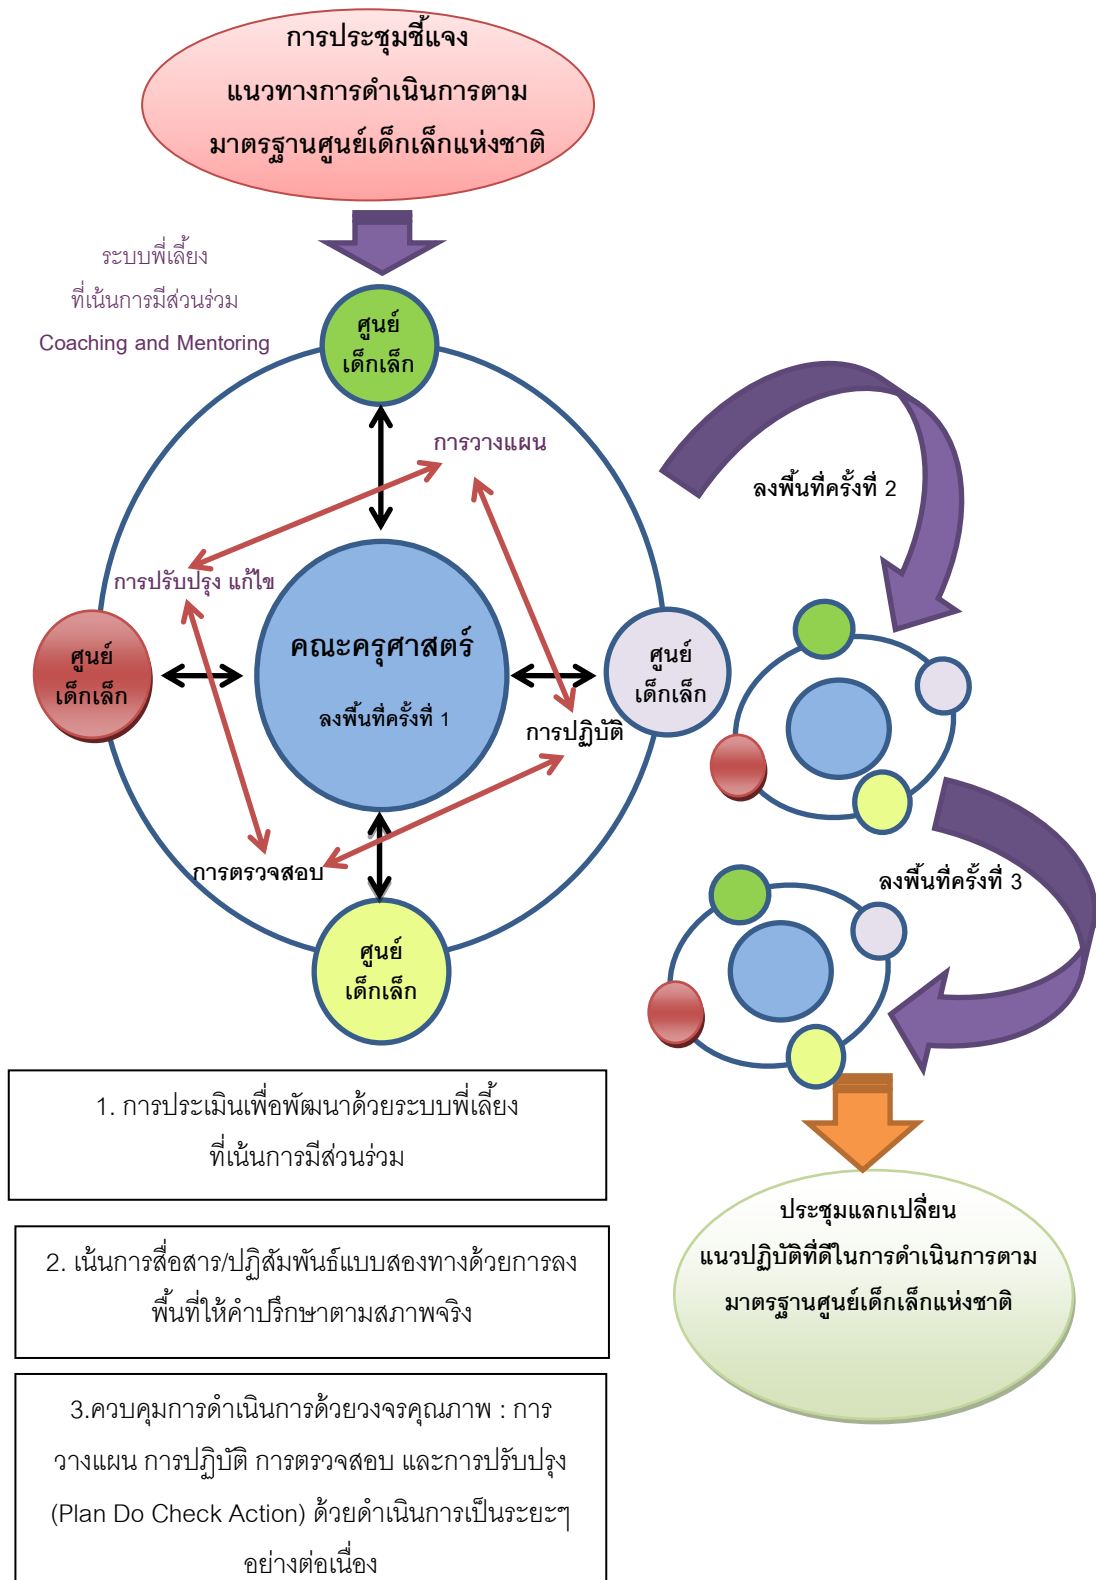 การประชุมชี้แจง
แนวทางการดำเนินการตาม
มาตรฐานศูนย์เด็กเล็กแห่งชาติ
ระบบพี่เลี้ยง
ที่เน้นการมีส่วนร่วม
Coaching and Mentoring
ศูนย์
เด็กเล็ก
การวางแผน
ลงพื้นที่ครั้งที่ 2
การปรับปรุง แก้ไข
ศูนย์
เด็กเล็ก
คณะครุศาสตร์
ลงพื้นที่ครั้งที่ 1
ศูนย์
เด็กเล็ก
การปฏิบัติ
การตรวจสอบ
ลงพื้นที่ครั้งที่ 3
ศูนย์
เด็กเล็ก
1. การประเมินเพื่อพัฒนาด้วยระบบพี่เลี้ยง
ที่เน้นการมีส่วนร่วม
2. เน้นการสื่อสาร/ปฏิสัมพันธ์แบบสองทางด้วยการลง
พื้นที่ให้คำปรึกษาตามสภาพจริง
3.ควบคุมการดำเนินการด้วยวงจรคุณภาพ : การ
วางแผน การปฏิบัติ การตรวจสอบ และการปรับปรุง
(Plan Do Check Action) ด้วยดำเนินการเป็นระยะๆ
อย่างต่อเนื่อง
ประชุมแลกเปลี่ยน
แนวปฏิบัติที่ดีในการดำเนินการตาม
มาตรฐานศูนย์เด็กเล็กแห่งชาติ